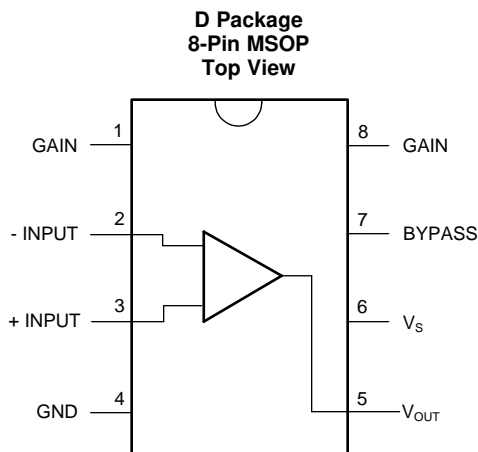 D Package
8-Pin MSOP
Top View
GAIN 1
8 GAIN
- INPUT 2
7 BYPASS
+ INPUT 3
6 VS
GND 4
5 VOUT